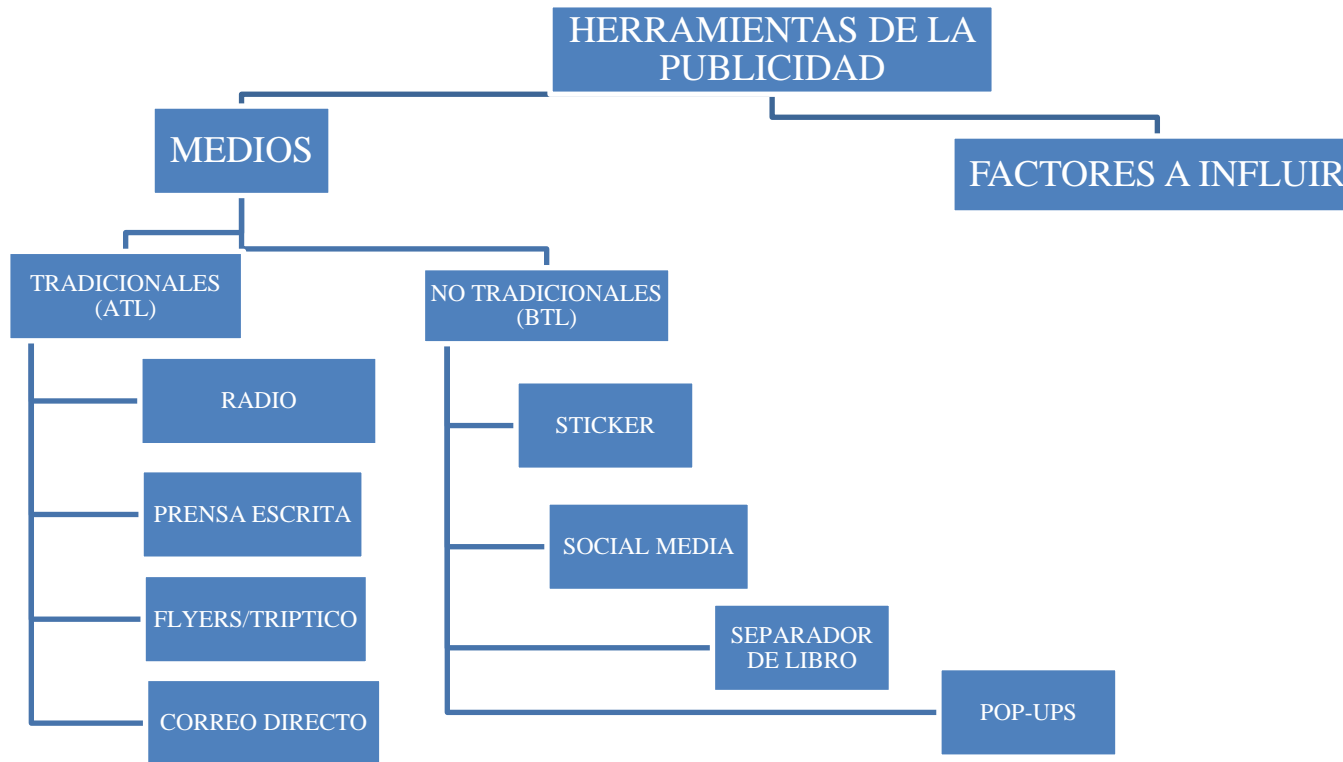 HERRAMIENTAS DE LA
PUBLICIDAD
MEDIOS
FACTORES A INFLUIR
TRADICIONALES
(ATL)
NO TRADICIONALES
(BTL)
RADIO
PRENSA ESCRITA
FLYERS/TRIPTICO
CORREO DIRECTO
STICKER
SOCIAL MEDIA
SEPARADOR
DE LIBRO
POP-UPS